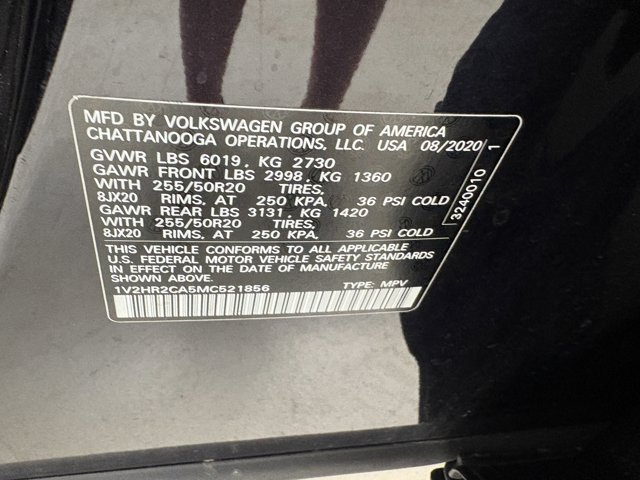 MFD BY VOLKSWAGEN GROUP OF AMERICA
CHATTANOOGA OPERATIONS, LLC. USA 08/2020
GVWR LBS 6019, KG 2730
GAWR FRONT LBS 2998, KG 1360
WITH 255/50R20 TIRES,
8JX20 RIMS, AT 250 KPA, 36 PSI COLD
GAWR REAR LBS 3131, KG 1420
WITH 255/50R20 TIRES,
8JX20 RIMS, AT 250 KPA, 36 PSI COLD
THIS VEHICLE CONFORMS TO ALL APPLICABLE
U.S. FEDERAL MOTOR VEHICLE SAFETY STANDARDS
IN EFFECT ON THE DATE OF MANUFACTURE
SHOWN ABOVE.
1V2HR2CA5MC521856 TYPE: MPV
3240010 1